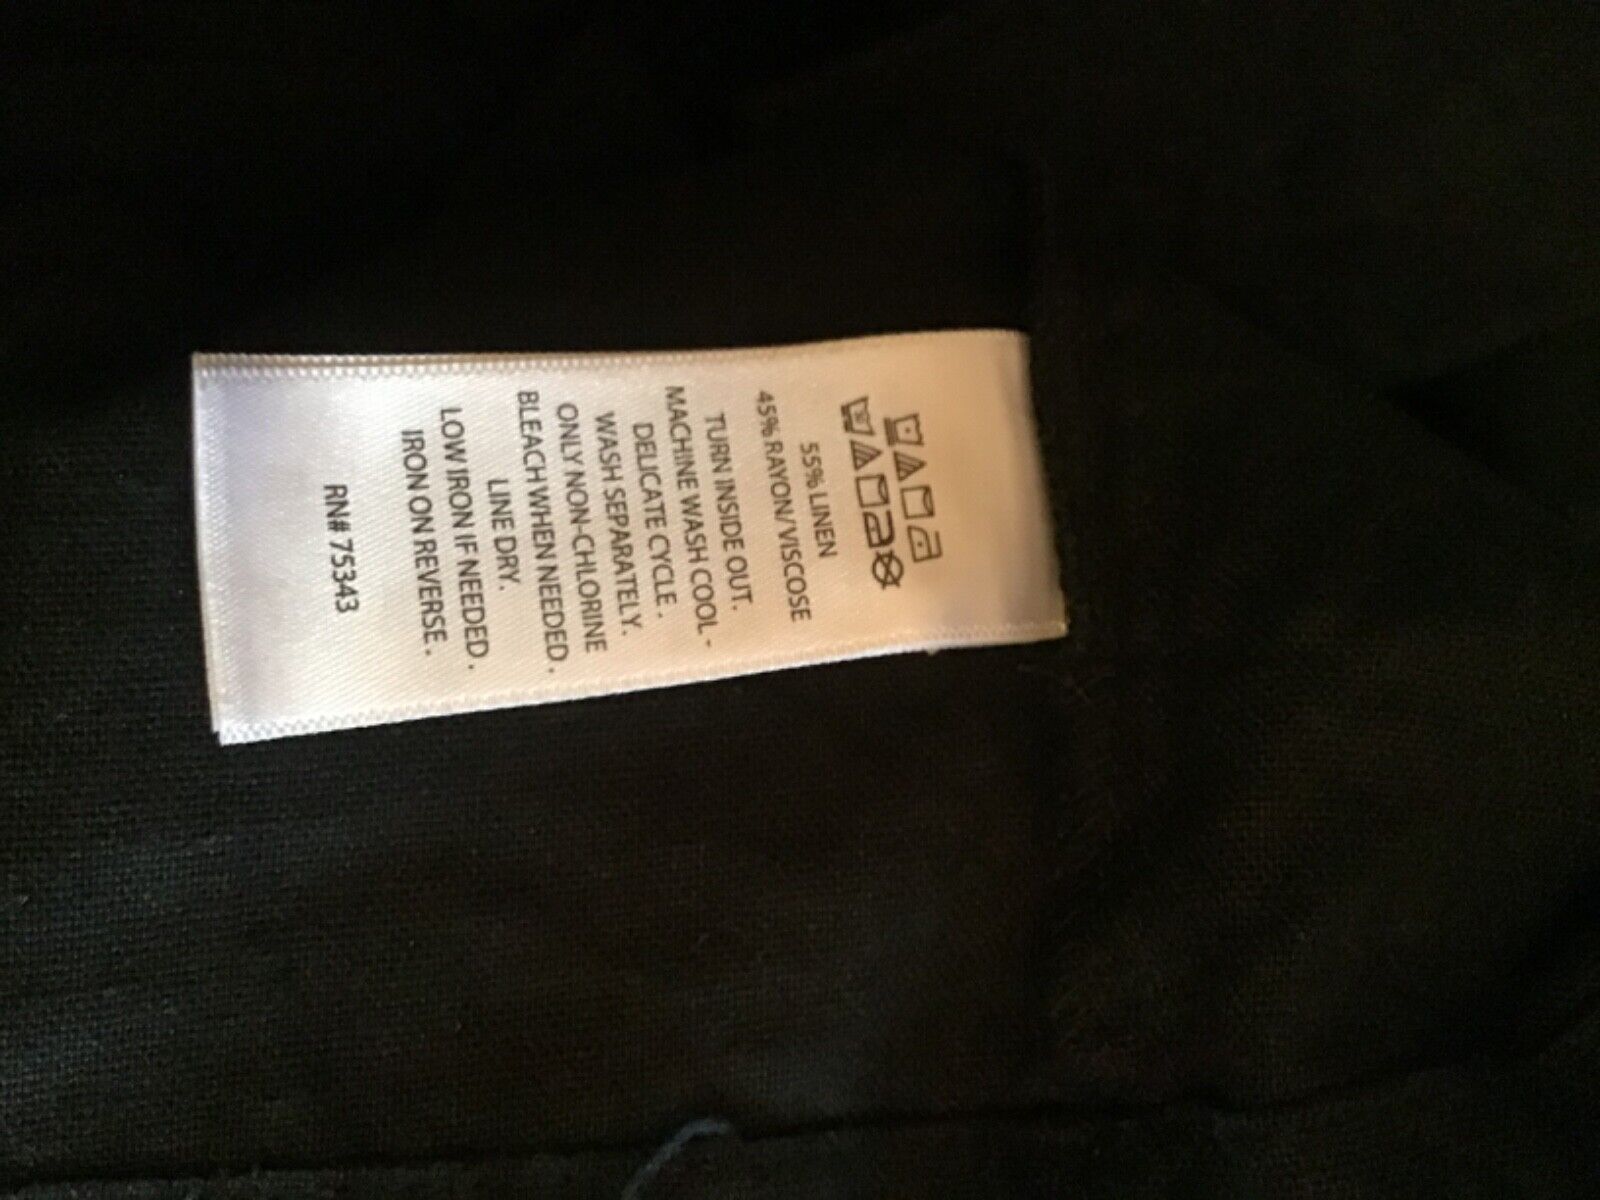 55% LINEN
45% RAYON/VISCOSE
TURN INSIDE OUT.
MACHINE WASH COOL -
DELICATE CYCLE.
WASH SEPARATELY.
ONLY NON-CHLORINE
BLEACH WHEN NEEDED.
LINE DRY.
LOW IRON IF NEEDED.
IRON ON REVERSE.
RN# 75343